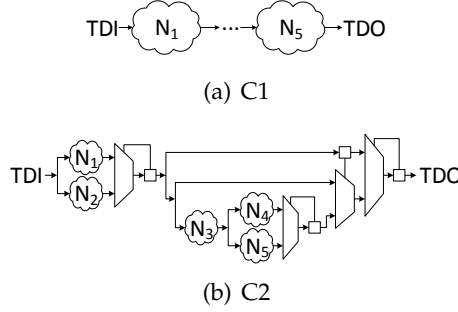 TDI N₁ ... N₅ TDO
(a) C1
N₁
TDI N₂ TDO
N₄
N₃ N₅
(b) C2